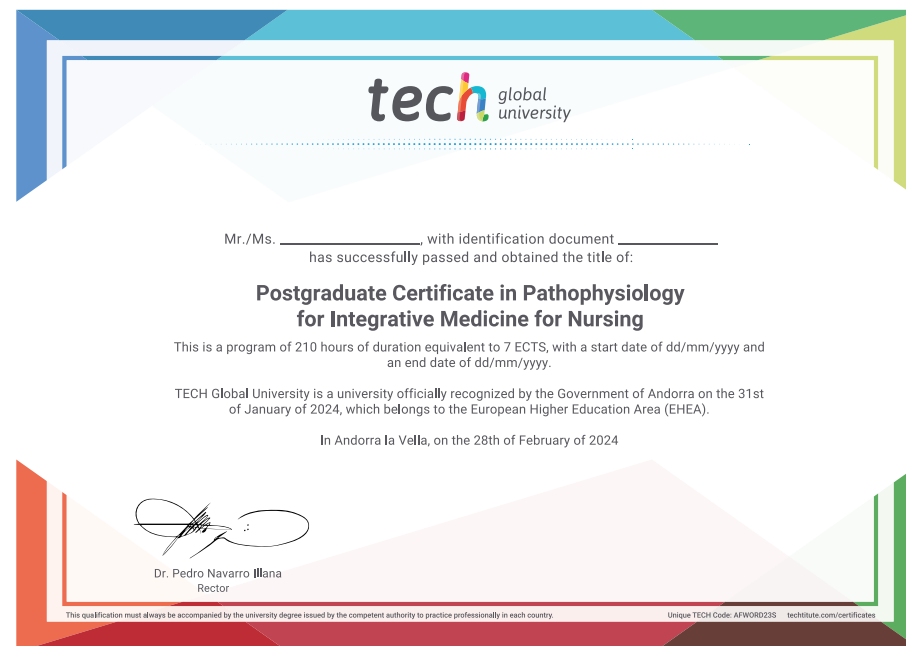 tech global university
Mr./Ms. ____________________, with identification document ______________
has successfully passed and obtained the title of:
Postgraduate Certificate in Pathophysiology
for Integrative Medicine for Nursing
This is a program of 210 hours of duration equivalent to 7 ECTS, with a start date of dd/mm/yyyy and
an end date of dd/mm/yyyy.
TECH Global University is a university officially recognized by the Government of Andorra on the 31st
of January of 2024, which belongs to the European Higher Education Area (EHEA).
In Andorra la Vella, on the 28th of February of 2024
Dr. Pedro Navarro Illana
Rector
This qualification must always be accompanied by the university degree issued by the competent authority to practice professionally in each country.
Unique TECH Code: AFWORD23S techtitute.com/certificates